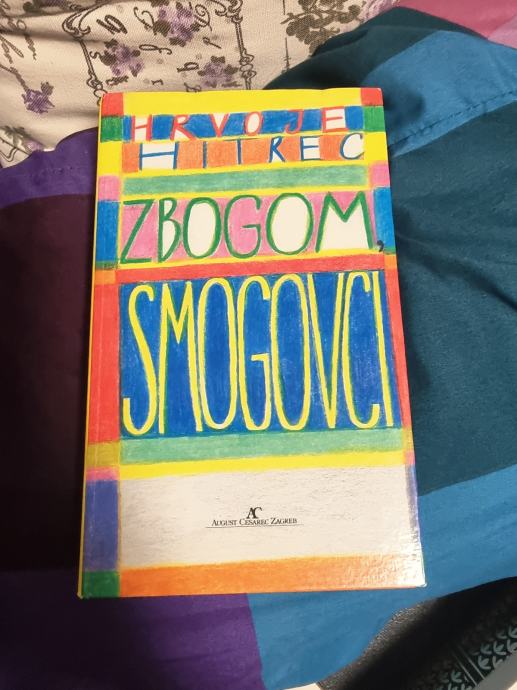 HRVOJE
HITREC
ZBOGOM,
SMOGOVCI
AC
AUGUST CESAREC ZAGREB